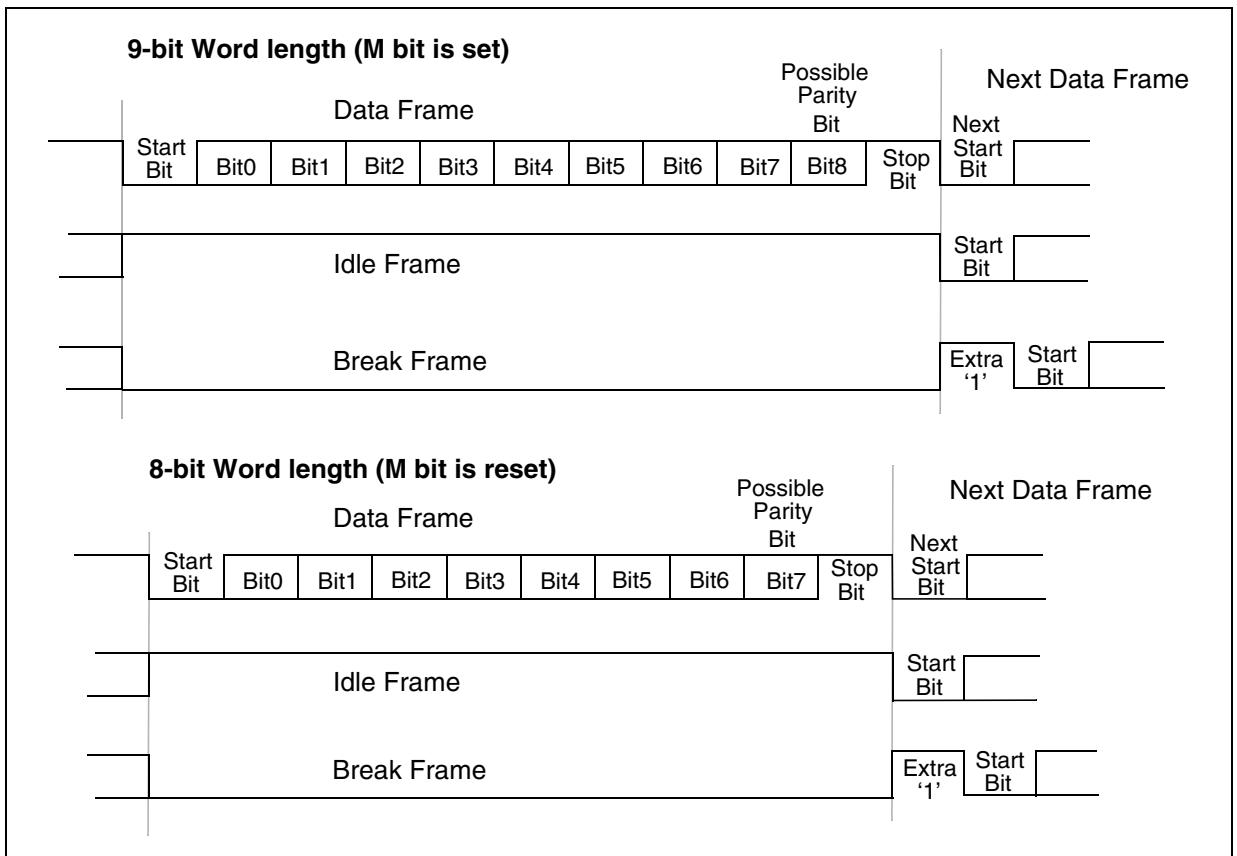 9-bit Word length (M bit is set)
Possible
Parity
Bit
Next Data Frame
Data Frame
Start
Bit
Bit0
Bit1
Bit2
Bit3
Bit4
Bit5
Bit6
Bit7
Bit8
Stop
Bit
Next
Start
Bit
Idle Frame
Start
Bit
Break Frame
Extra
‘1’
Start
Bit
8-bit Word length (M bit is reset)
Possible
Parity
Bit
Next Data Frame
Data Frame
Start
Bit
Bit0
Bit1
Bit2
Bit3
Bit4
Bit5
Bit6
Bit7
Stop
Bit
Next
Start
Bit
Idle Frame
Start
Bit
Break Frame
Extra
‘1’
Start
Bit